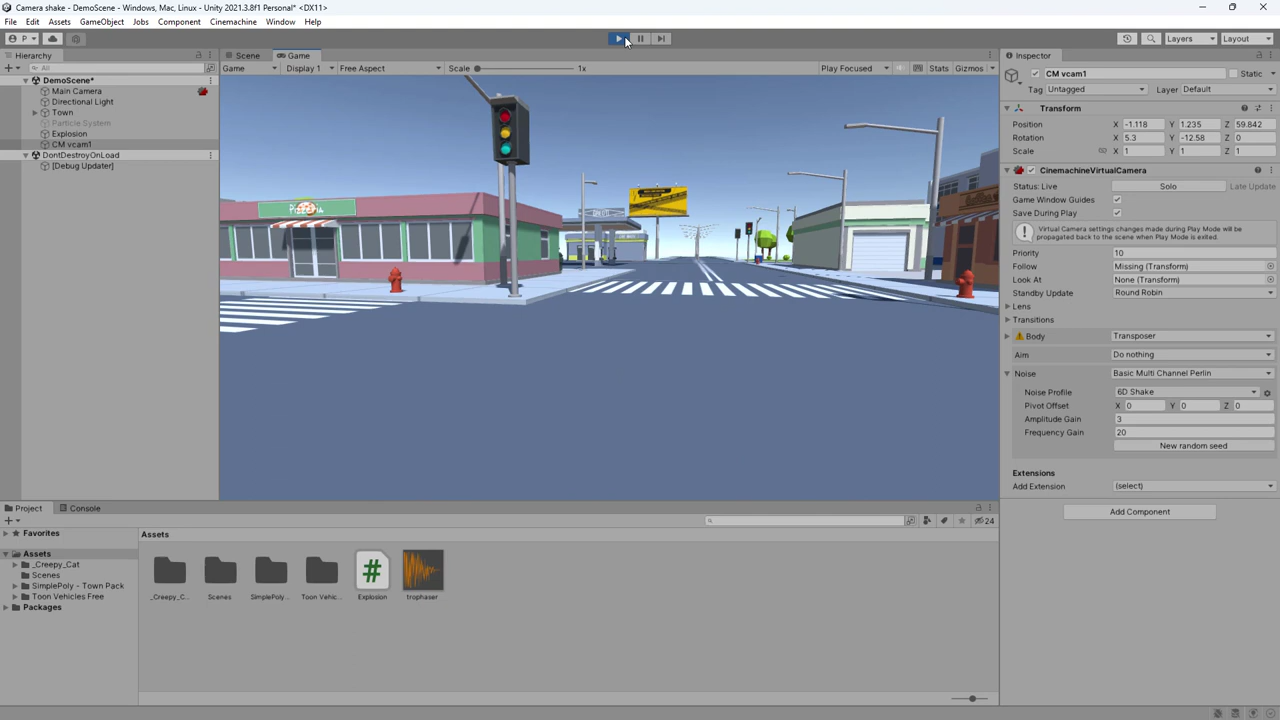 Camera shake - DemoScene - Windows, Mac, Linux - Unity 2021.3.8f1 Personal* <DX11>
File Edit Assets GameObject Jobs Component Cinemachine Window Help
P
Layers Layout
Hierarchy
All
DemoScene*
Main Camera
Directional Light
Town
Particle System
Explosion
CM vcam1
DontDestroyOnLoad
[Debug Updater]
Scene Game
Game Display 1 Free Aspect Scale 1x Play Focused Stats Gizmos
Pizzeria
Inspector
CM vcam1 Static
Tag Untagged Layer Default
Transform
Position X -1.118 Y 1.235 Z 59.842
Rotation X 5.3 Y -12.58 Z 0
Scale X 1 Y 1 Z 1
CinemachineVirtualCamera
Status: Live Solo Late Update
Game Window Guides
Save During Play
Virtual Camera settings changes made during Play Mode will be
propagated back to the scene when Play Mode is exited.
Priority 10
Follow Missing (Transform)
Look At None (Transform)
Standby Update Round Robin
Lens
Transitions
Body Transposer
Aim Do nothing
Noise Basic Multi Channel Perlin
Noise Profile 6D Shake
Pivot Offset X 0 Y 0 Z 0
Amplitude Gain 3
Frequency Gain 20
New random seed
Extensions
Add Extension (select)
Add Component
Project Console
24
Favorites
Assets
_Creepy_Cat
Scenes
SimplePoly - Town Pack
Toon Vehicles Free
Packages
Assets
_Creepy_C... Scenes SimplePoly... Toon Vehic... Explosion trophaser